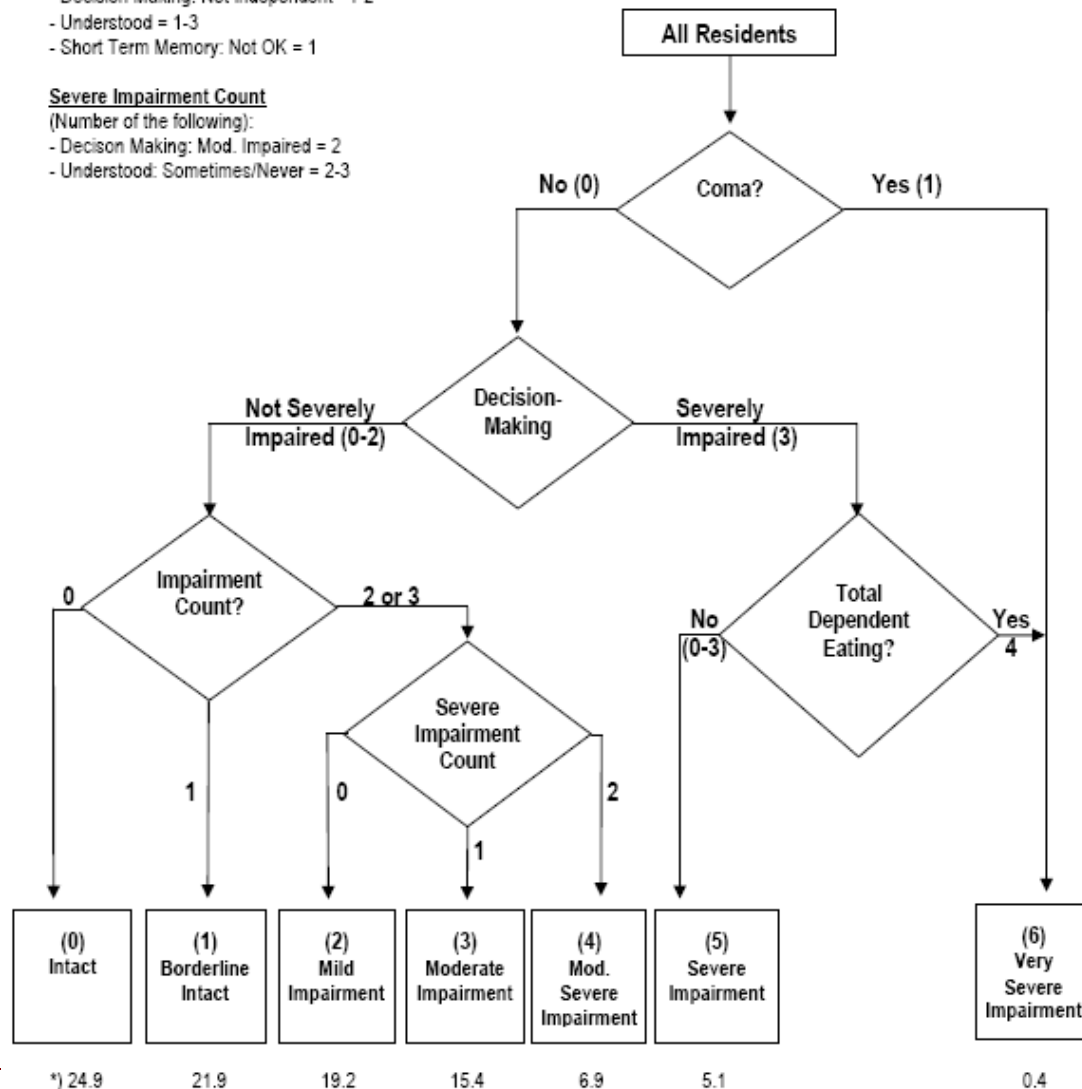 - Understood = 1-3
- Short Term Memory: Not OK = 1
Severe Impairment Count
(Number of the following):
- Decison Making: Mod. Impaired = 2
- Understood: Sometimes/Never = 2-3
All Residents
Coma?
No (0)
Yes (1)
Decision-
Making
Not Severely
Impaired (0-2)
Severely
Impaired (3)
Impairment
Count?
0
2 or 3
1
Severe
Impairment
Count
0
1
2
Total
Dependent
Eating?
No
(0-3)
Yes
4
(0)
Intact
(1)
Borderline
Intact
(2)
Mild
Impairment
(3)
Moderate
Impairment
(4)
Mod.
Severe
Impairment
(5)
Severe
Impairment
(6)
Very
Severe
Impairment
*) 24.9 21.9 19.2 15.4 6.9 5.1 0.4